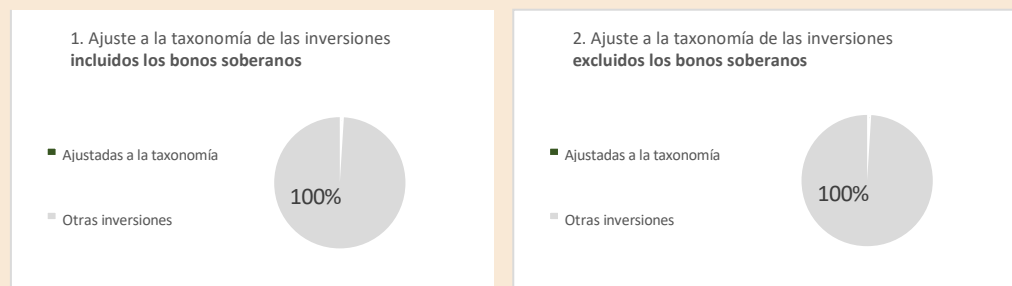 1. Ajuste a la taxonomía de las inversiones
incluidos los bonos soberanos
Ajustadas a la taxonomía
Otras inversiones
100%
2. Ajuste a la taxonomía de las inversiones
excluidos los bonos soberanos
Ajustadas a la taxonomía
Otras inversiones
100%